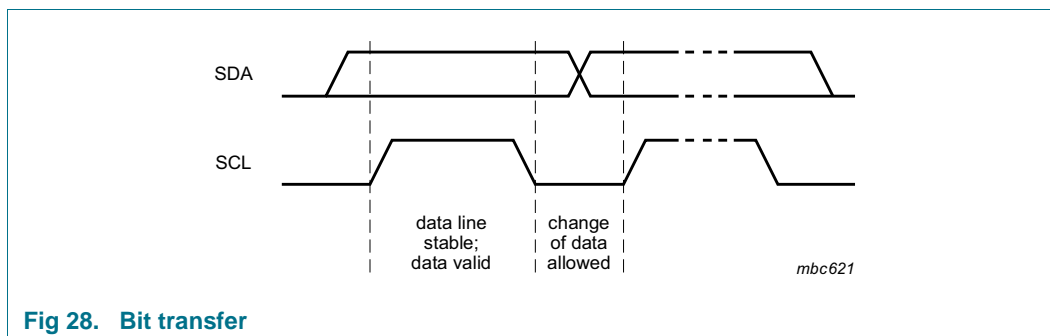 SDA
SCL
data line
stable;
data valid
change
of data
allowed
mbc621
Fig 28. Bit transfer